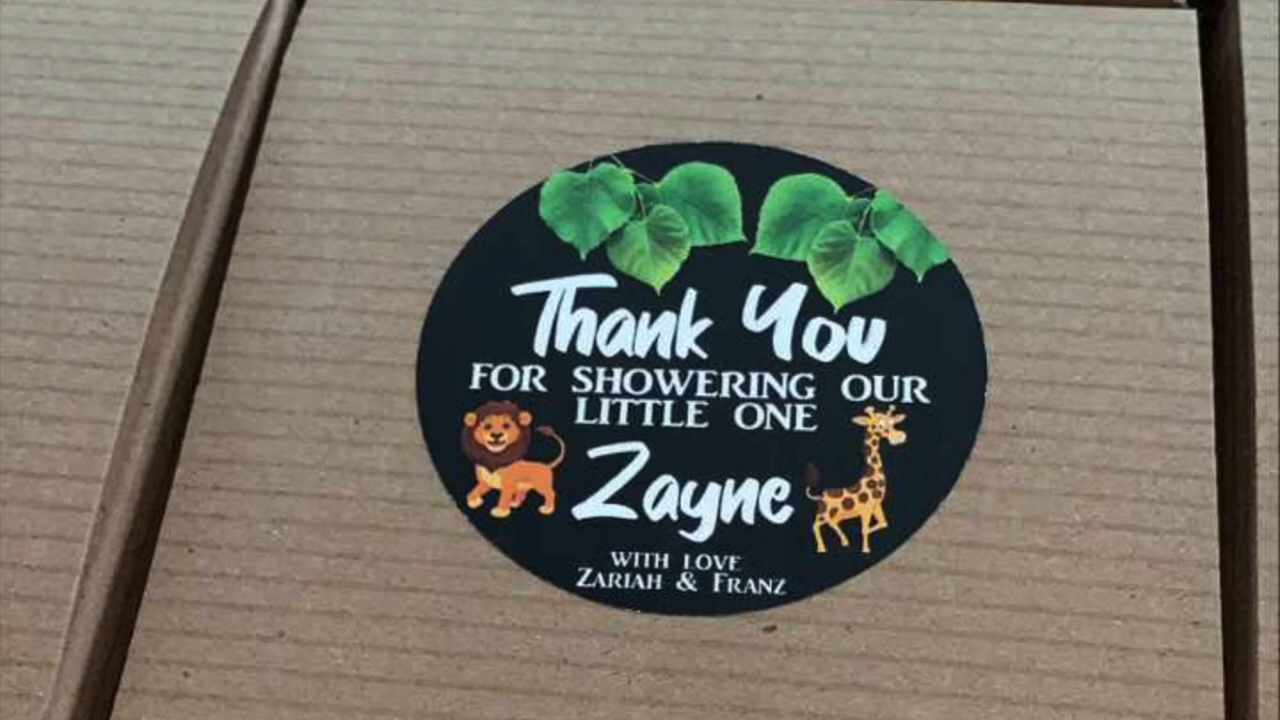 Thank You
FOR SHOWERING OUR
LITTLE ONE
Zayne
WITH LOVE
ZARIAH & FRANZ